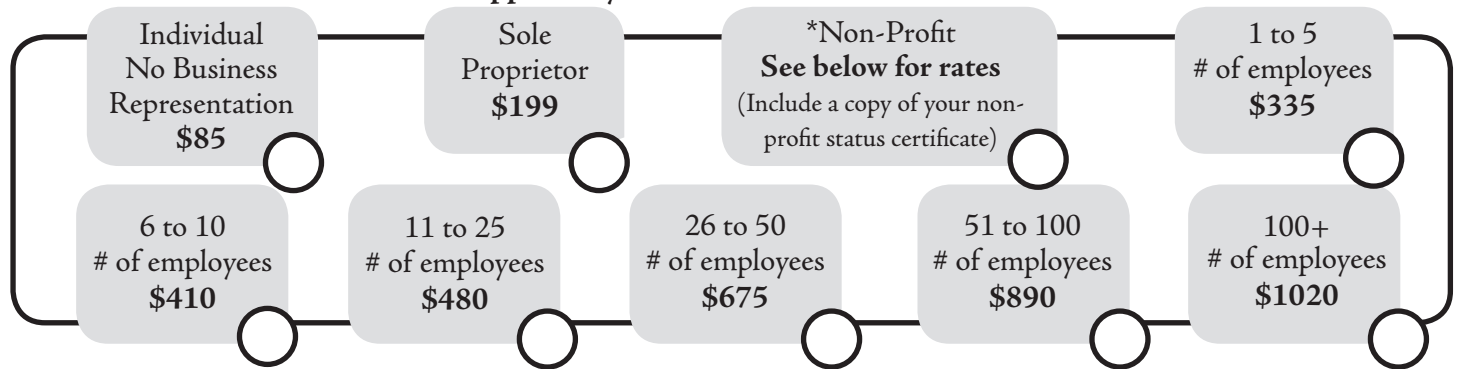 Individual
No Business
Representation
$85
Sole
Proprietor
$199
*Non-Profit
See below for rates
(Include a copy of your non-
profit status certificate)
1 to 5
# of employees
$335
6 to 10
# of employees
$410
11 to 25
# of employees
$480
26 to 50
# of employees
$675
51 to 100
# of employees
$890
100+
# of employees
$1020